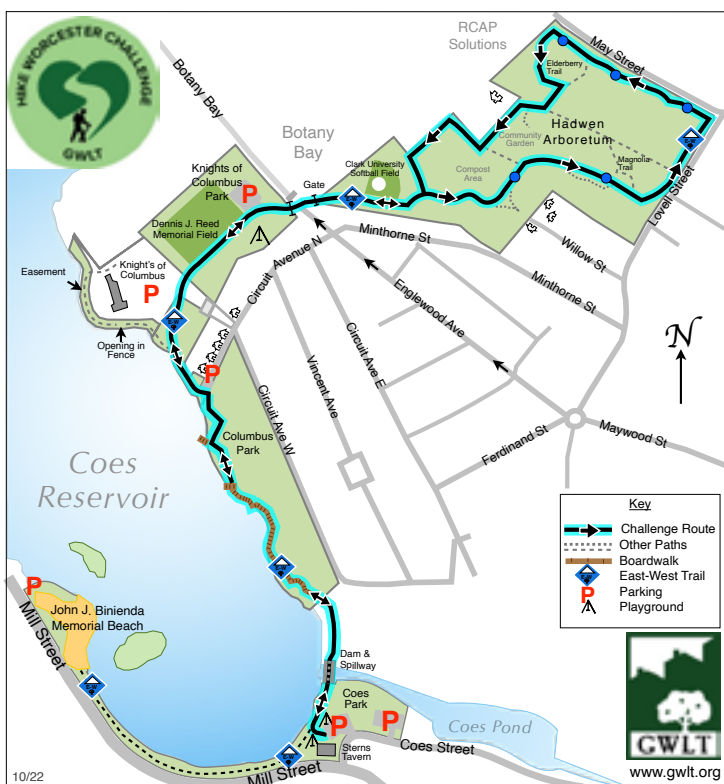 HIKE WORCESTER CHALLENGE
GWLT
RCAP
Solutions
Botany Bay
May Street
Elderberry
Trail
Hadwen
Arboretum
Botany
Bay
Community
Garden
Clark University
Softball Field
Compost
Area
Magnolia
Trail
E-W
Lovell Street
Knights of
Columbus
Park
P
Gate
E-W
Dennis J. Reed
Memorial Field
Circuit Avenue N
Minthorne St
Willow St
Minthorne St
Easement
Knight's of
Columbus
P
Englewood Ave
N
E-W
Opening in
Fence
P
Circuit Ave E
Vincent Ave
Circuit Ave W
Columbus
Park
Ferdinand St
Maywood St
Coes
Reservoir
Key
Challenge Route
Other Paths
Boardwalk
East-West Trail
P
Parking
Playground
E-W
P
John J. Binienda
Memorial Beach
Mill Street
E-W
Dam &
Spillway
Coes
Park
P
P
Coes Pond
Sterns
Tavern
Coes Street
E-W
Mill Street
GWLT
www.gwlt.org
10/22